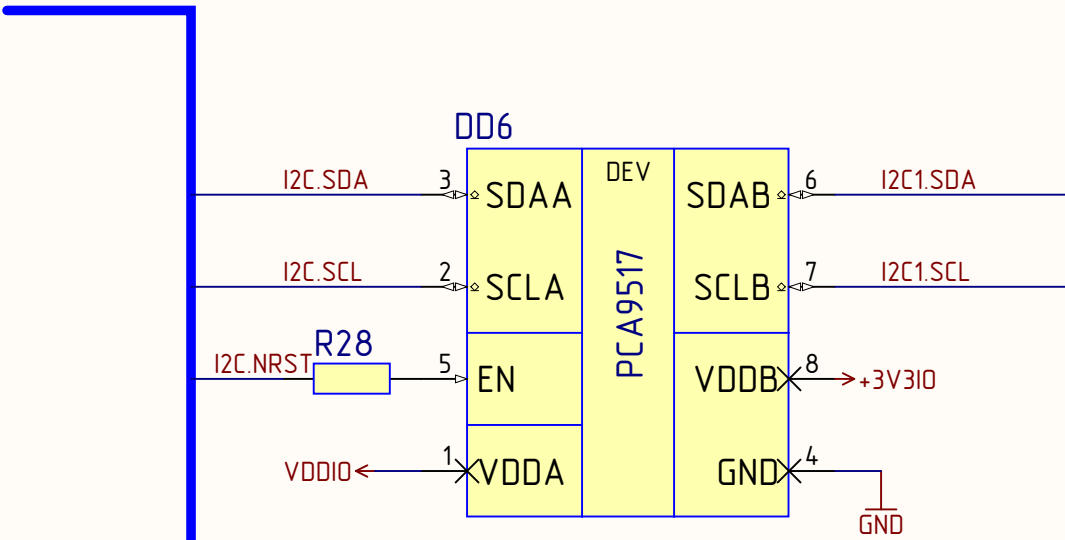 DD6
I2C.SDA 3 SDAA DEV SDAB 6 I2C1.SDA
I2C.SCL 2 SCLA PCA9517 SCLB 7 I2C1.SCL
I2C.NRST R28 5 EN VDDB 8 +3V3IO
VDDIO 1 VDDA GND 4
GND